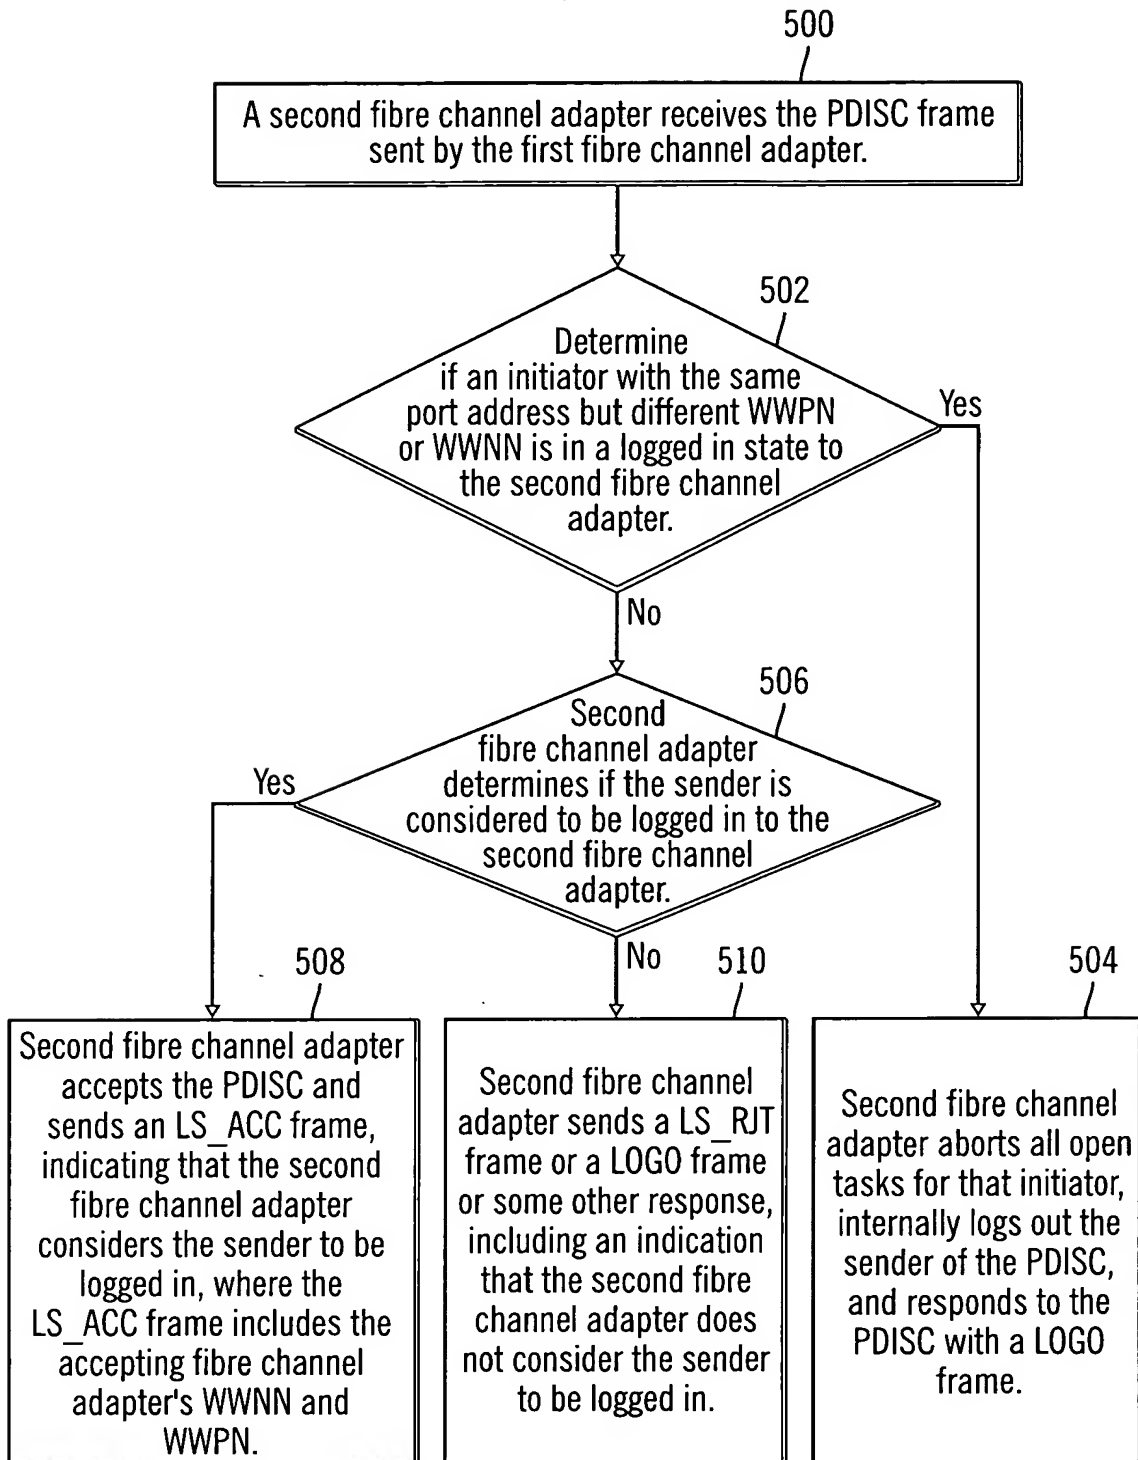 500
A second fibre channel adapter receives the PDISC frame
sent by the first fibre channel adapter.
502
Determine
if an initiator with the same
port address but different WWPN
or WWNN is in a logged in state to
the second fibre channel
adapter.
Yes
No
506
Second
fibre channel adapter
determines if the sender is
considered to be logged in to the
second fibre channel
adapter.
Yes
No
508
Second fibre channel adapter
accepts the PDISC and
sends an LS_ACC frame,
indicating that the second
fibre channel adapter
considers the sender to be
logged in, where the
LS_ACC frame includes the
accepting fibre channel
adapter's WWNN and
WWPN.
510
Second fibre channel
adapter sends a LS_RJT
frame or a LOGO frame
or some other response,
including an indication
that the second fibre
channel adapter does
not consider the sender
to be logged in.
504
Second fibre channel
adapter aborts all open
tasks for that initiator,
internally logs out the
sender of the PDISC,
and responds to the
PDISC with a LOGO
frame.